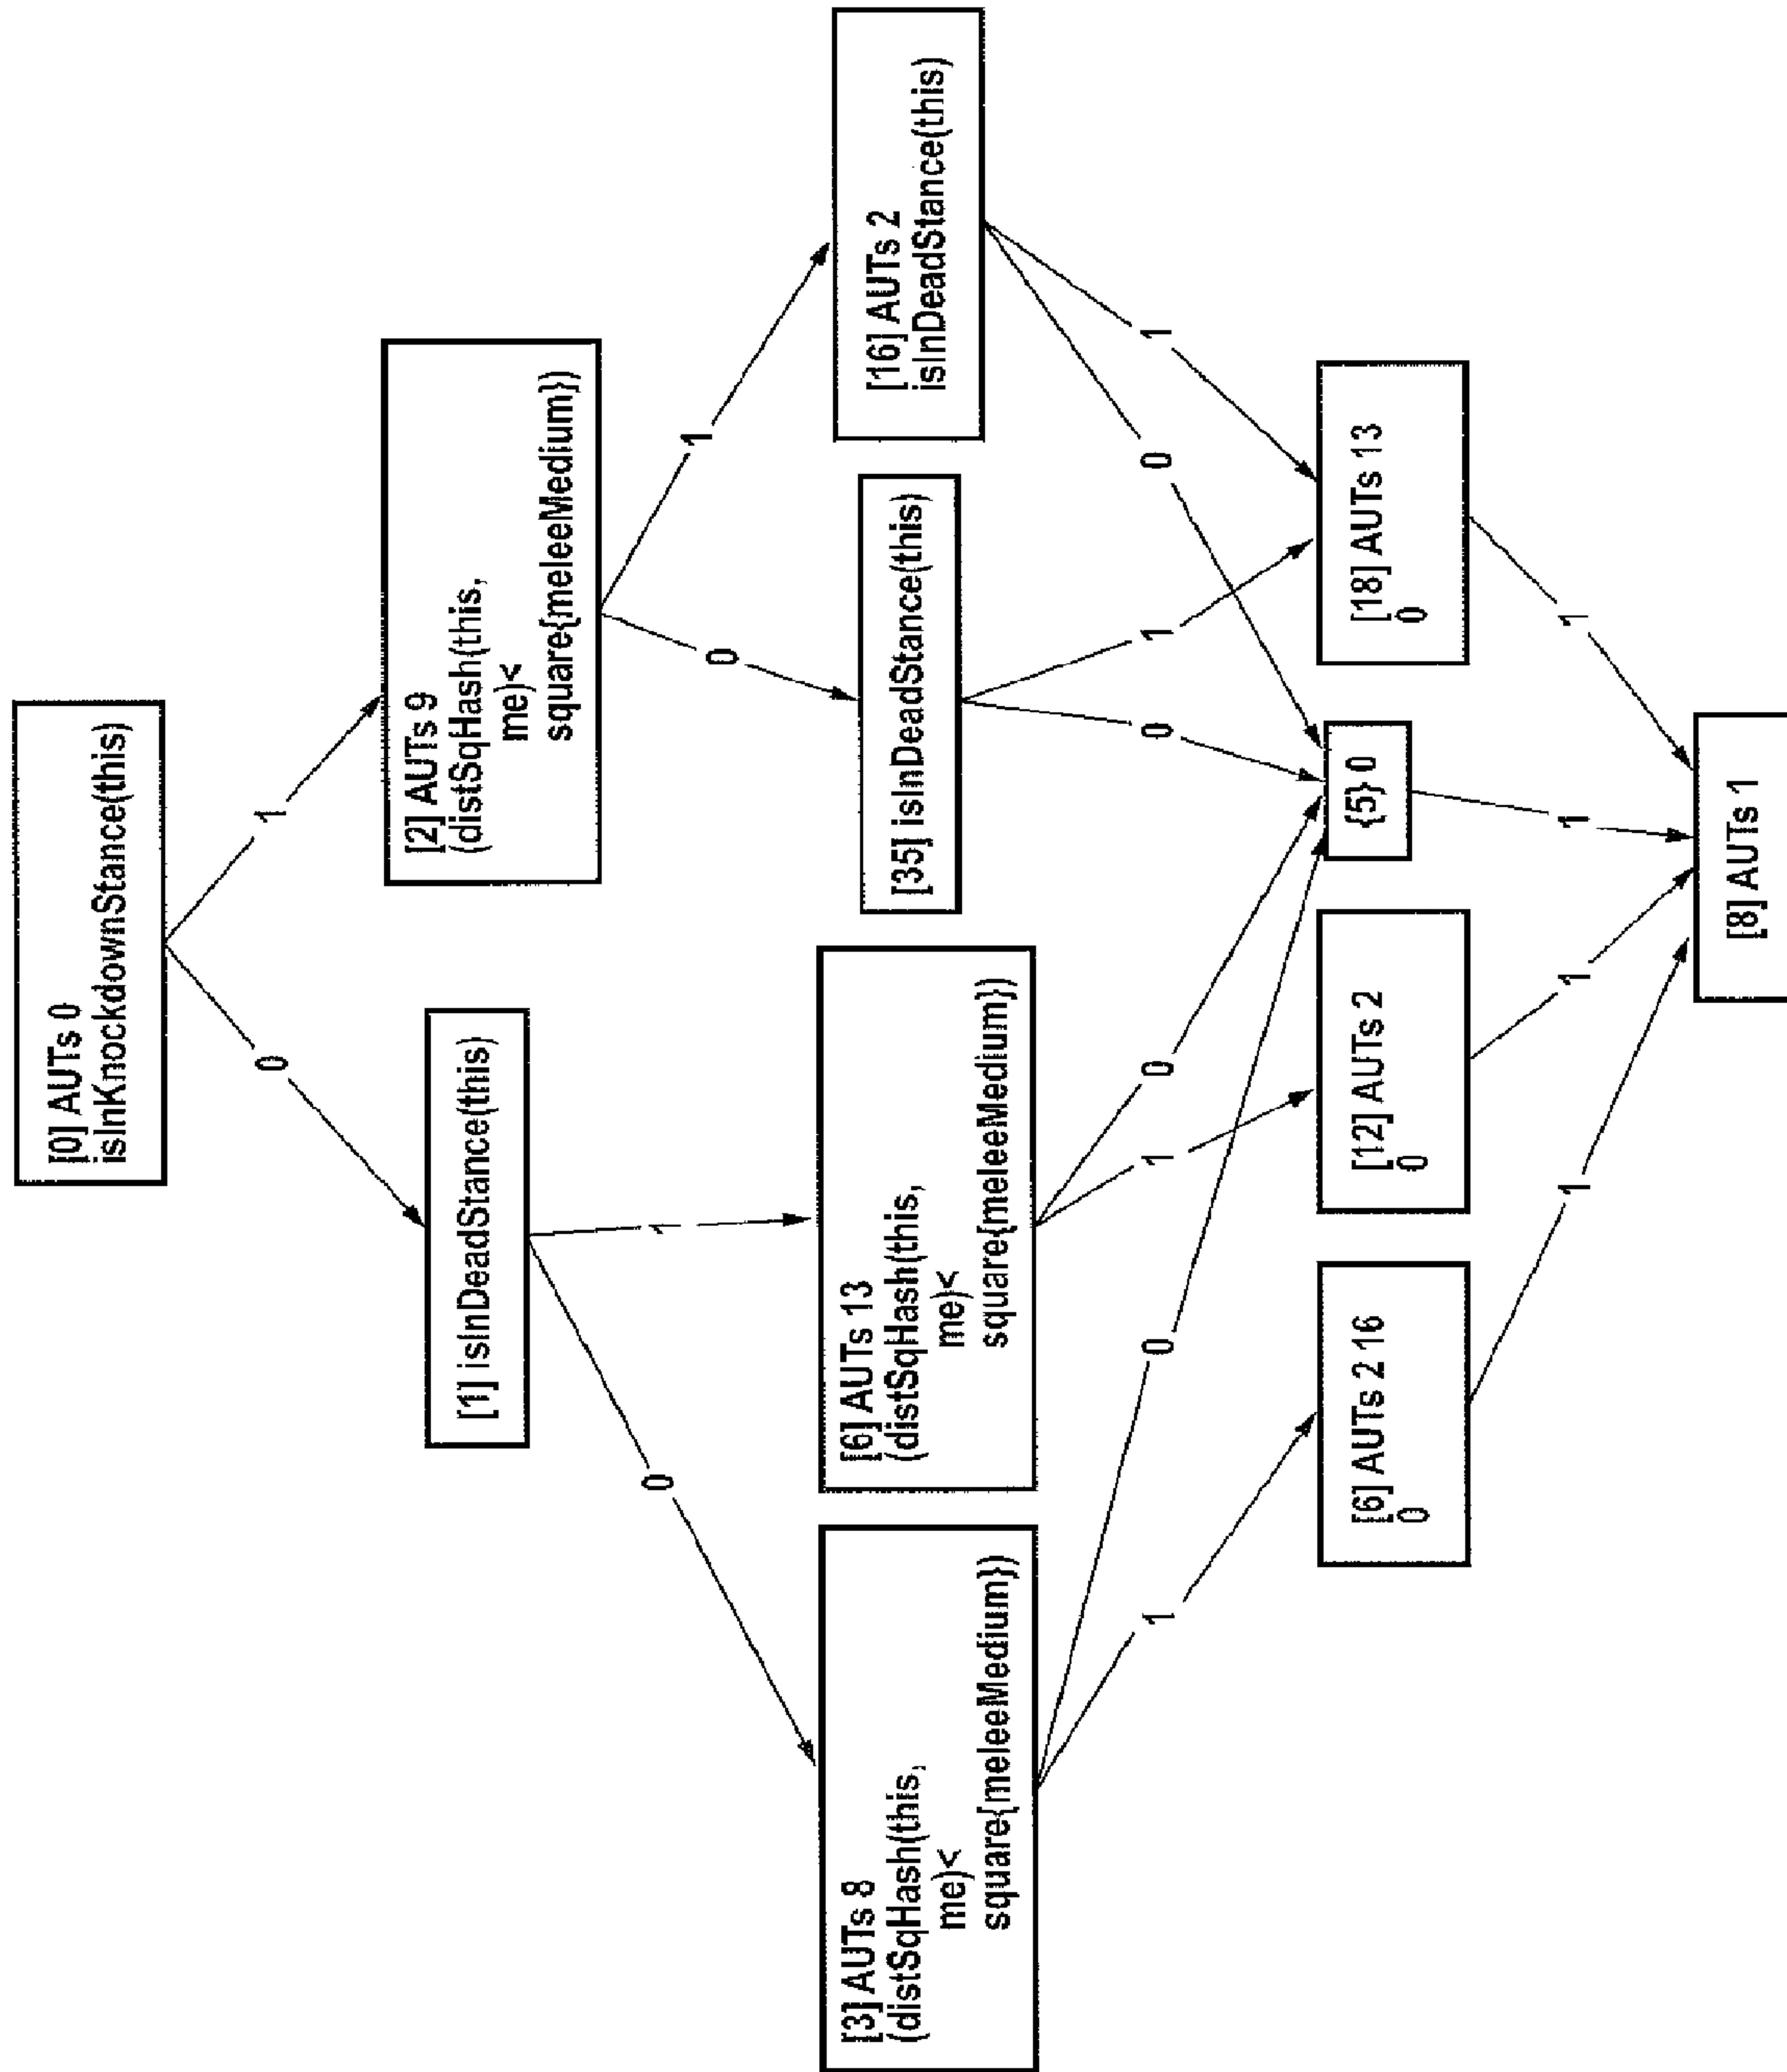 [0] AUTs 0
isInKnockdownStance(this)
0
1
[1] isInDeadStance(this)
[2] AUTs 9
(distSqHash(this,
me)<
square{meleeMedium})
0
1
0
1
[3] AUTs 8
(distSqHash(this,
me)<
square{meleeMedium})
[6] AUTs 13
(distSqHash(this,
me)<
square{meleeMedium})
[35] isInDeadStance(this)
[16] AUTs 2
isInDeadStance(this)
1
0
1
0
0
1
0
1
[6] AUTs 2 16
0
[12] AUTs 2
0
{5} 0
[18] AUTs 13
0
1
1
1
1
[8] AUTs 1